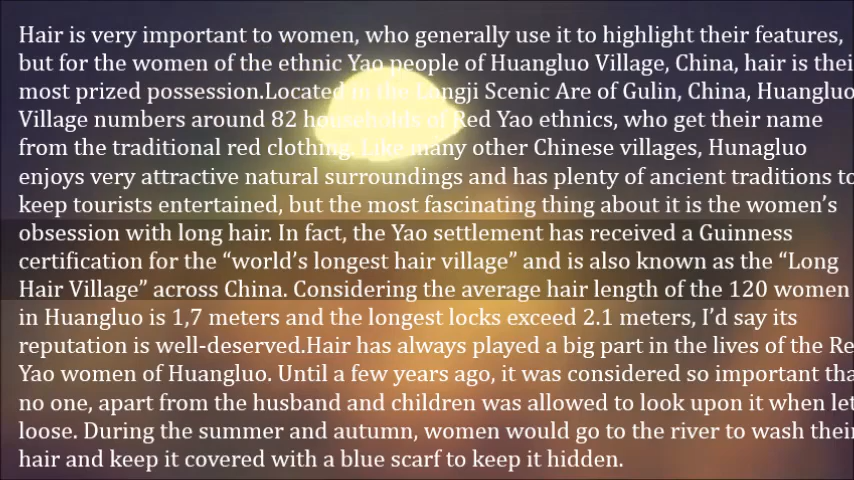 Hair is very important to women, who generally use it to highlight their features,
but for the women of the ethnic Yao people of Huangluo Village, China, hair is thei
most prized possession.Located in the Longji Scenic Are of Gulin, China, Huangluo
Village numbers around 82 households of Red Yao ethnics, who get their name
from the traditional red clothing. Like many other Chinese villages, Hunagluo
enjoys very attractive natural surroundings and has plenty of ancient traditions to
keep tourists entertained, but the most fascinating thing about it is the women’s
obsession with long hair. In fact, the Yao settlement has received a Guinness
certification for the “world’s longest hair village” and is also known as the “Long
Hair Village” across China. Considering the average hair length of the 120 women
in Huangluo is 1,7 meters and the longest locks exceed 2.1 meters, I’d say its
reputation is well-deserved.Hair has always played a big part in the lives of the Re
Yao women of Huangluo. Until a few years ago, it was considered so important tha
no one, apart from the husband and children was allowed to look upon it when let
loose. During the summer and autumn, women would go to the river to wash their
hair and keep it covered with a blue scarf to keep it hidden.